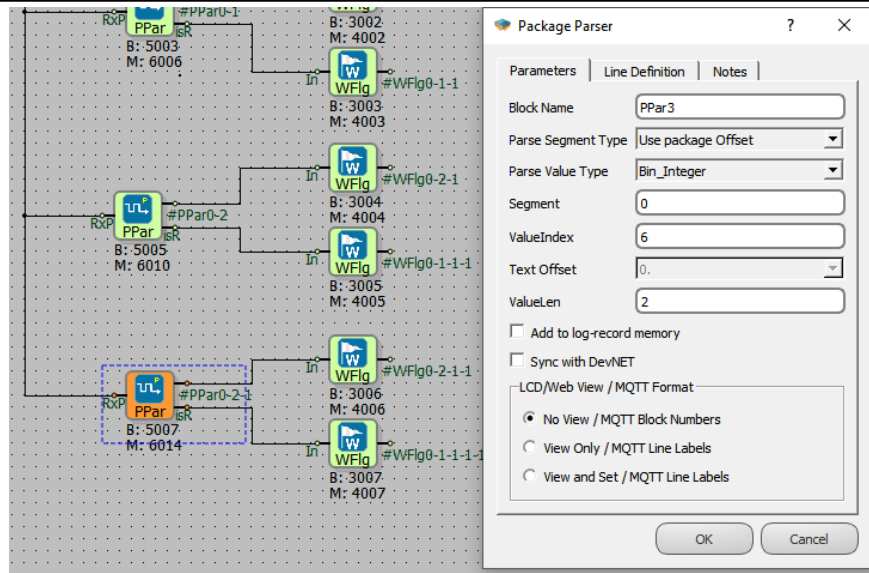 #PPar0-1
RxP
PPar
isR
B: 5003
M: 6006
B: 3002
M: 4002
In
W
WFlg
#WFlg0-1-1
B: 3003
M: 4003
In
W
WFlg
#WFlg0-2-1
B: 3004
M: 4004
P
RxP
PPar
#PPar0-2
isR
B: 5005
M: 6010
In
W
WFlg
#WFlg0-1-1-1
B: 3005
M: 4005
In
W
WFlg
#WFlg0-2-1-1
B: 3006
M: 4006
P
RxP
PPar
#PPar0-2-1
isR
B: 5007
M: 6014
In
W
WFlg
#WFlg0-1-1-1-1
B: 3007
M: 4007
Package Parser
?
Parameters Line Definition Notes
Block Name PPar3
Parse Segment Type Use package Offset
Parse Value Type Bin_Integer
Segment 0
ValueIndex 6
Text Offset 0.
ValueLen 2
Add to log-record memory
Sync with DevNET
LCD/Web View / MQTT Format
No View / MQTT Block Numbers
View Only / MQTT Line Labels
View and Set / MQTT Line Labels
OK Cancel